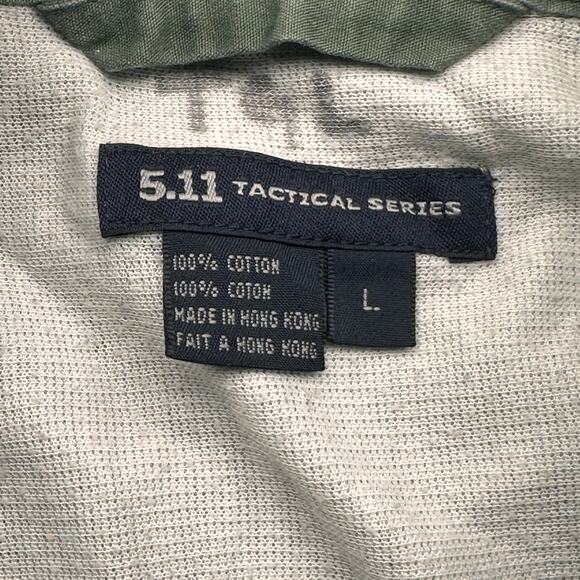 5.11 TACTICAL SERIES
100% COTTON
100% COTON
MADE IN HONG KONG
FAIT A HONG KONG
L